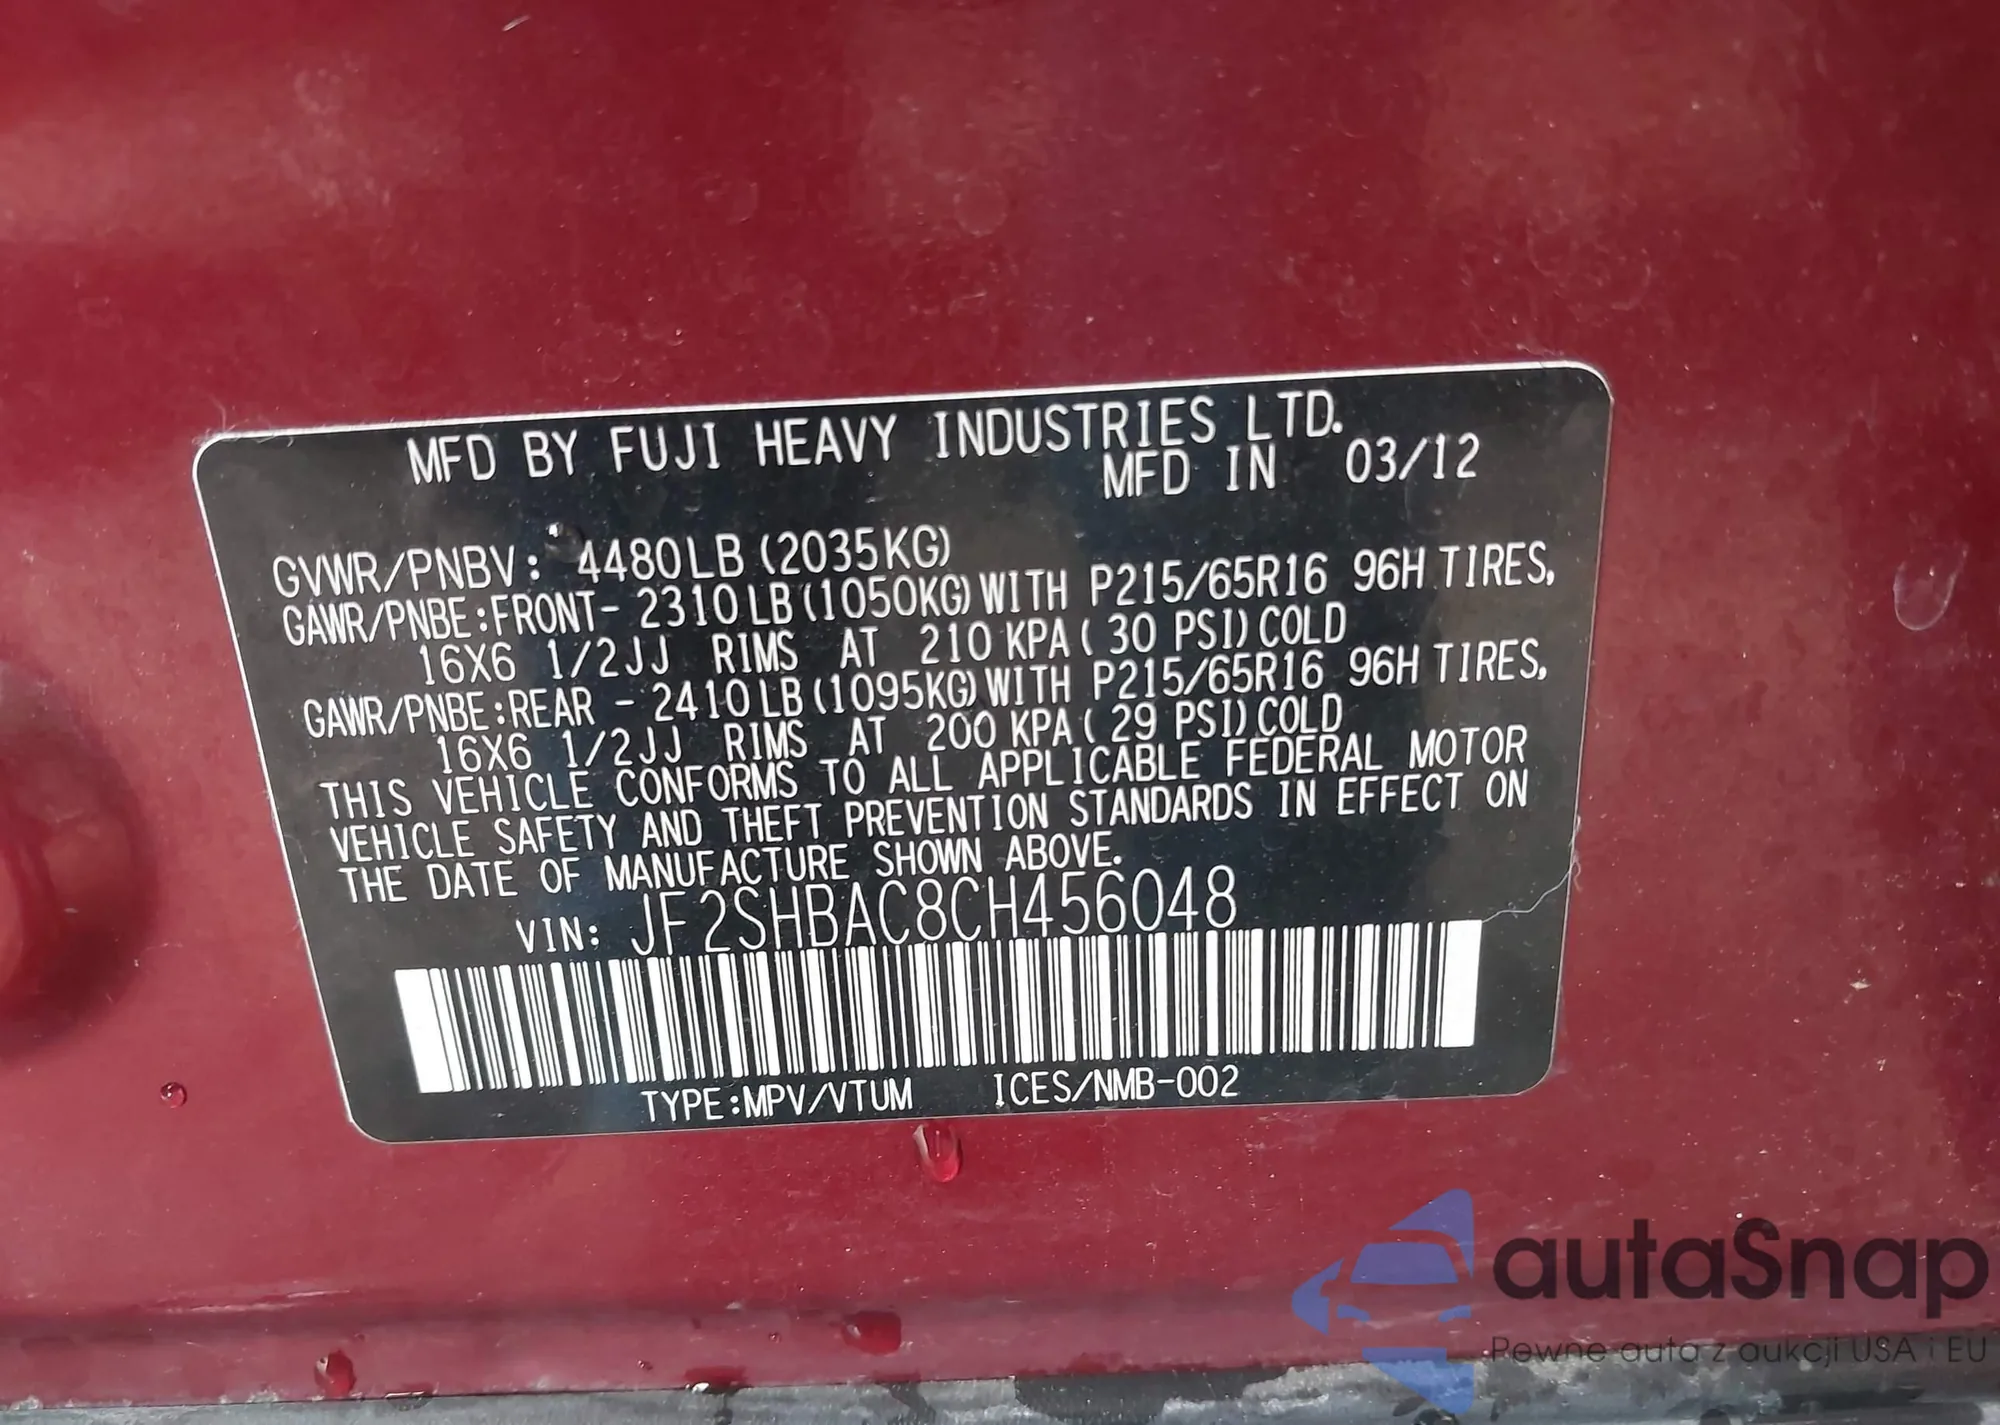 MFD BY FUJI HEAVY INDUSTRIES LTD.
MFD IN 03/12
GVWR/PNBV: 4480LB (2035KG)
GAWR/PNBE:FRONT- 2310LB(1050KG)WITH P215/65R16 96H TIRES,
16X6 1/2JJ RIMS AT 210 KPA( 30 PSI)COLD
GAWR/PNBE:REAR - 2410LB(1095KG)WITH P215/65R16 96H TIRES,
16X6 1/2JJ RIMS AT 200 KPA( 29 PSI)COLD
THIS VEHICLE CONFORMS TO ALL APPLICABLE FEDERAL MOTOR
VEHICLE SAFETY AND THEFT PREVENTION STANDARDS IN EFFECT ON
THE DATE OF MANUFACTURE SHOWN ABOVE.
VIN: JF2SHBAC8CH456048
TYPE:MPV/VTUM ICES/NMB-002
autaSnap
Pewne auta z aukcji USA i EU